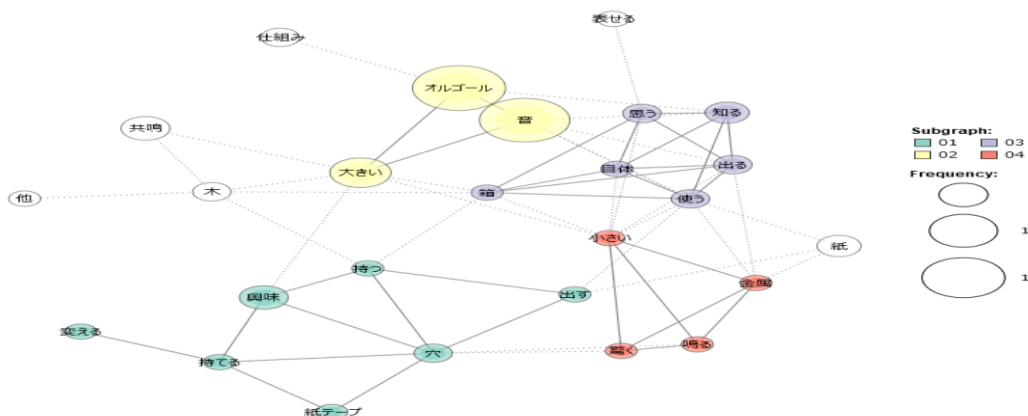 表せる
仕組み
オルゴール
音
思う
知る
共鳴
大きい
自体
出る
木
箱
使う
他
小さい
紙
持つ
興味
出す
金属
変える
持てる
穴
驚く
鳴る
紙テープ
Subgraph:
01 03
02 04
Frequency:
1
1